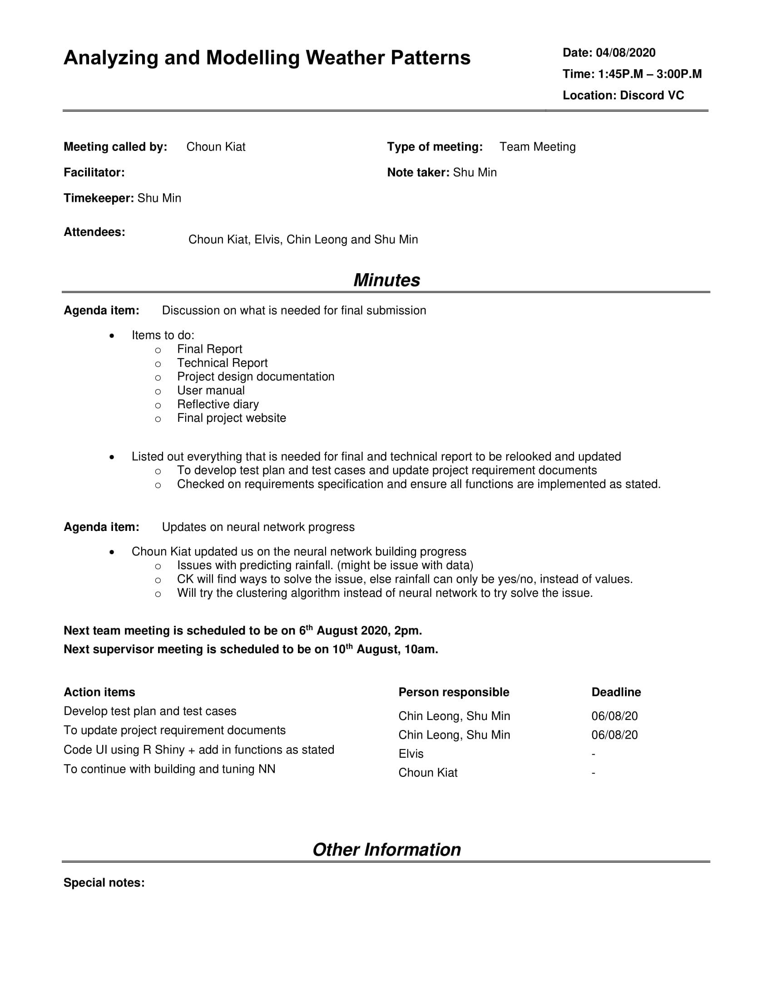 Analyzing and Modelling Weather Patterns
Date: 04/08/2020
Time: 1:45P.M – 3:00P.M
Location: Discord VC
Meeting called by: Choun Kiat
Type of meeting: Team Meeting
Facilitator:
Note taker: Shu Min
Timekeeper: Shu Min
Attendees:
Choun Kiat, Elvis, Chin Leong and Shu Min
Minutes
Agenda item: Discussion on what is needed for final submission
• Items to do:
o Final Report
o Technical Report
o Project design documentation
o User manual
o Reflective diary
o Final project website
• Listed out everything that is needed for final and technical report to be relooked and updated
o To develop test plan and test cases and update project requirement documents
o Checked on requirements specification and ensure all functions are implemented as stated.
Agenda item: Updates on neural network progress
• Choun Kiat updated us on the neural network building progress
o Issues with predicting rainfall. (might be issue with data)
o CK will find ways to solve the issue, else rainfall can only be yes/no, instead of values.
o Will try the clustering algorithm instead of neural network to try solve the issue.
Next team meeting is scheduled to be on 6th August 2020, 2pm.
Next supervisor meeting is scheduled to be on 10th August, 10am.
Action items Person responsible Deadline
Develop test plan and test cases Chin Leong, Shu Min 06/08/20
To update project requirement documents Chin Leong, Shu Min 06/08/20
Code UI using R Shiny + add in functions as stated Elvis -
To continue with building and tuning NN Choun Kiat -
Other Information
Special notes: